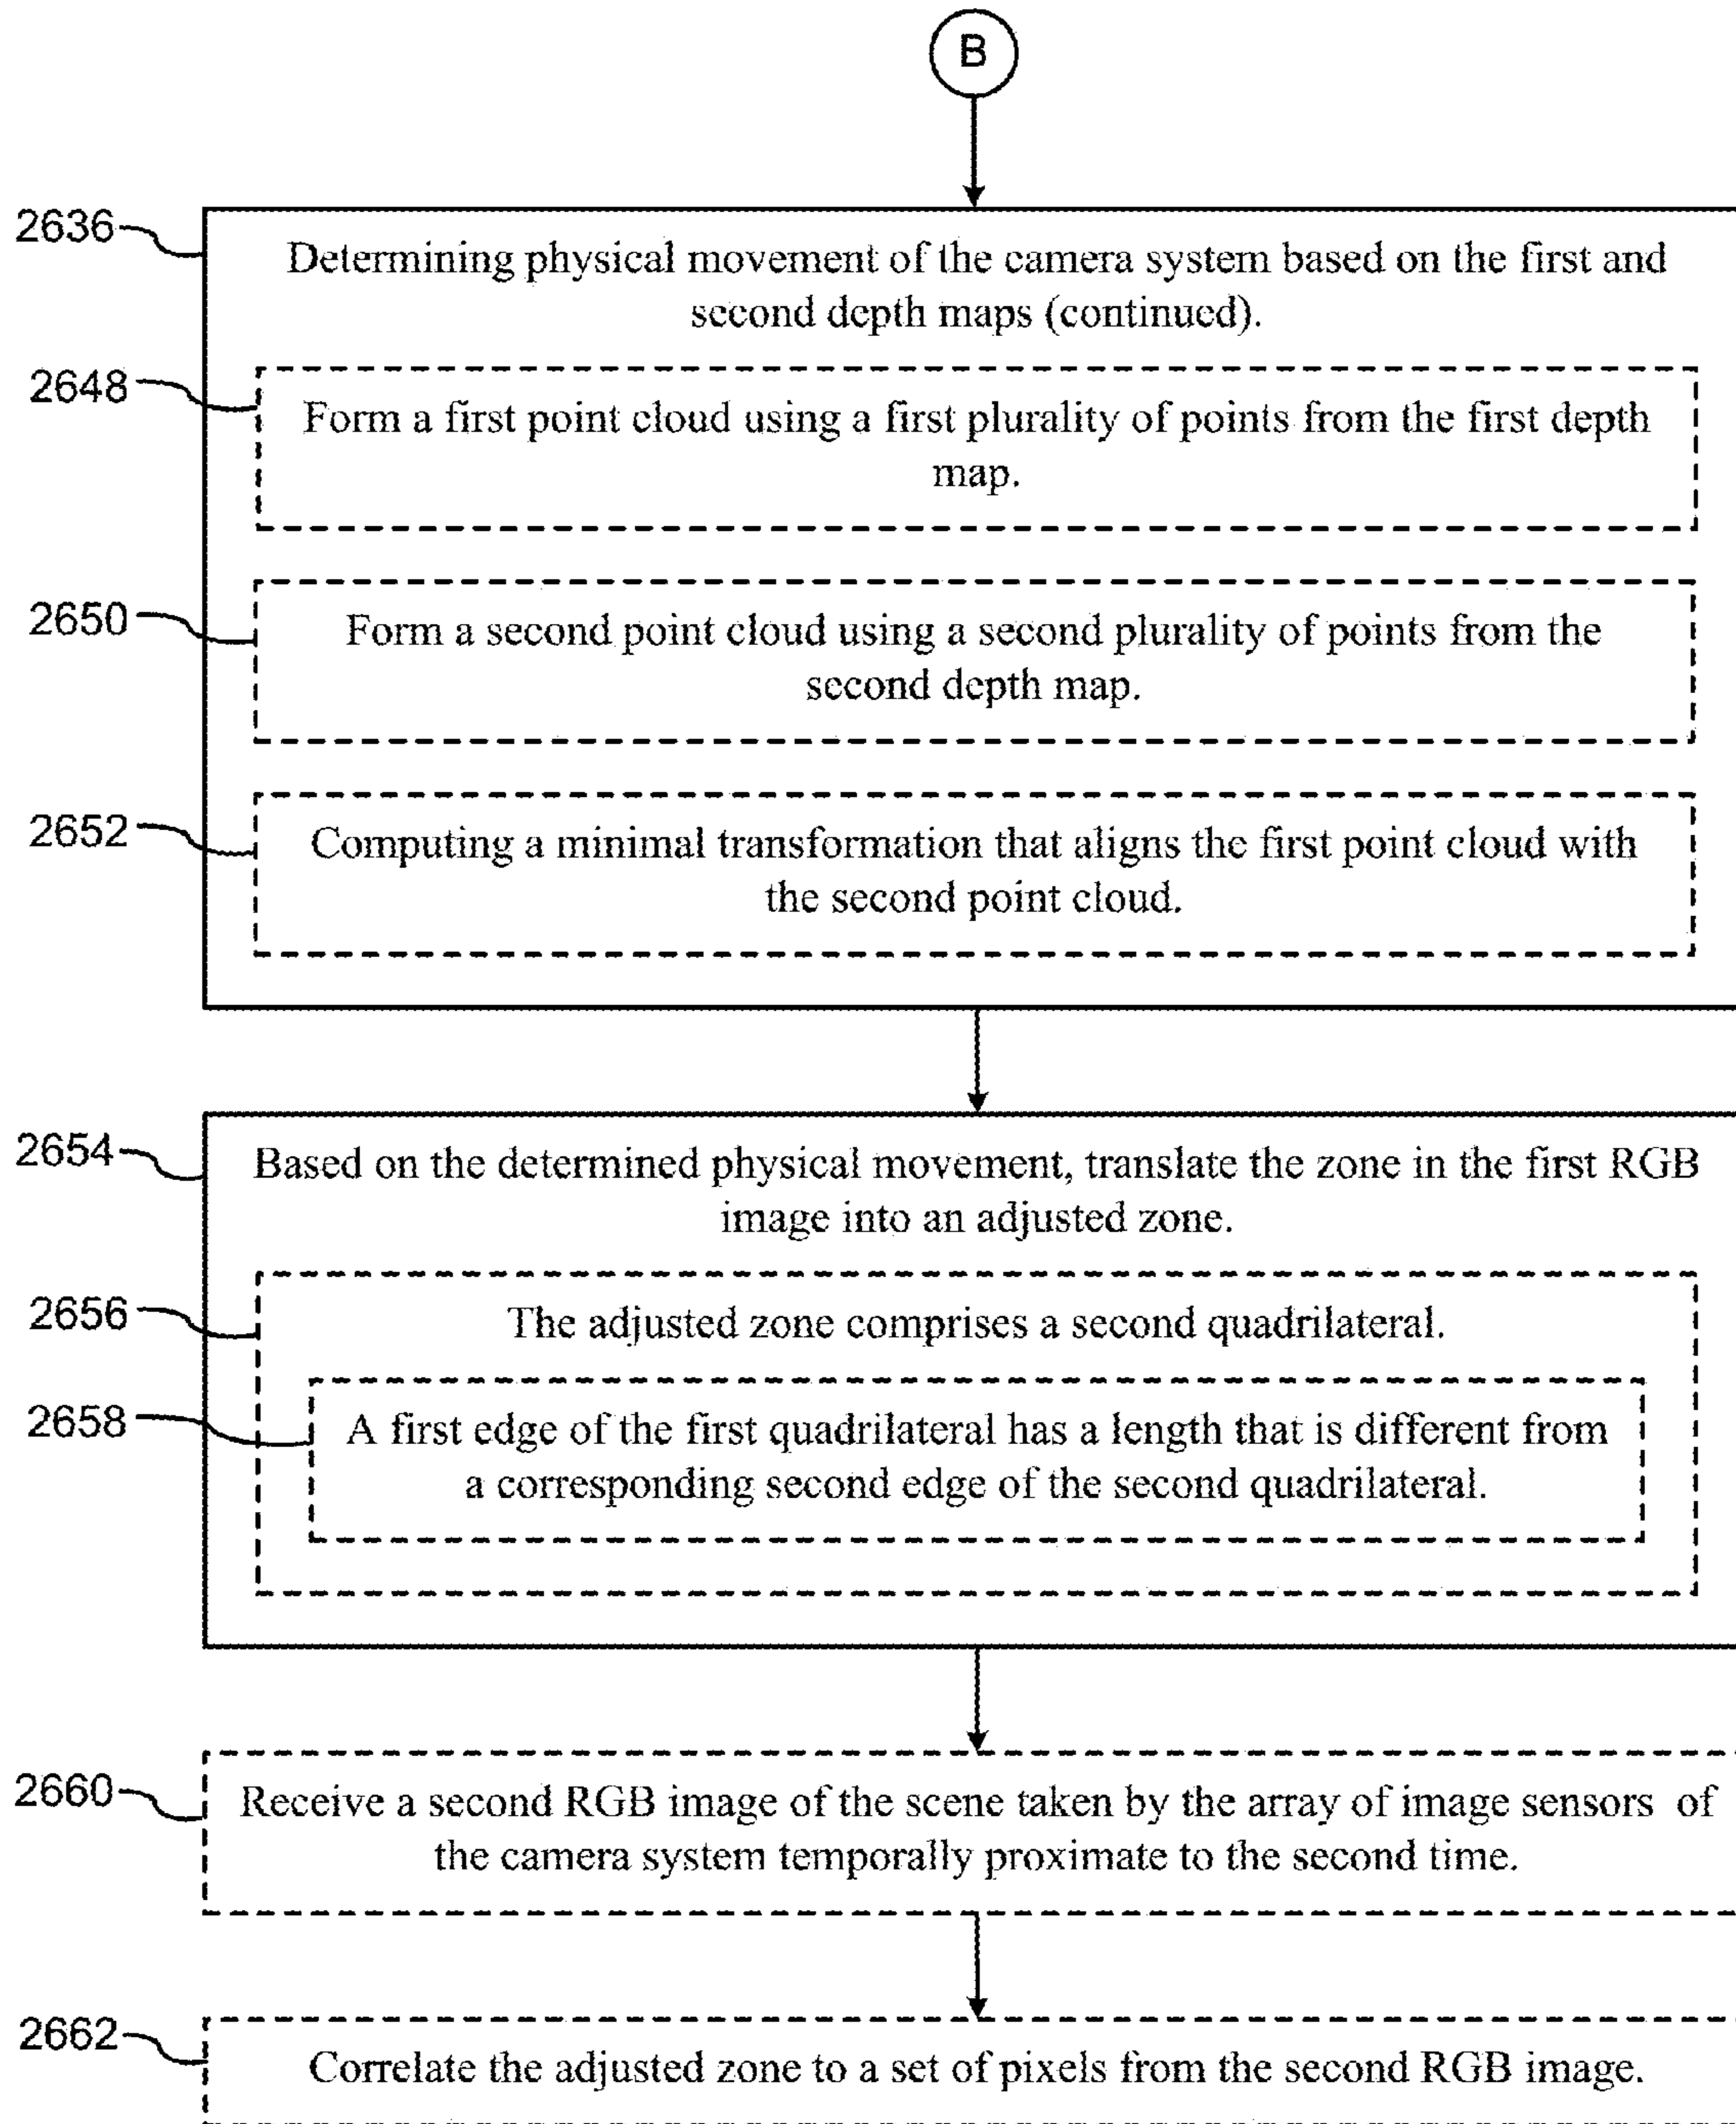 B
2636
Determining physical movement of the camera system based on the first and
second depth maps (continued).
2648
Form a first point cloud using a first plurality of points from the first depth
map.
2650
Form a second point cloud using a second plurality of points from the
second depth map.
2652
Computing a minimal transformation that aligns the first point cloud with
the second point cloud.
2654
Based on the determined physical movement, translate the zone in the first RGB
image into an adjusted zone.
2656
The adjusted zone comprises a second quadrilateral.
2658
A first edge of the first quadrilateral has a length that is different from
a corresponding second edge of the second quadrilateral.
2660
Receive a second RGB image of the scene taken by the array of image sensors of
the camera system temporally proximate to the second time.
2662
Correlate the adjusted zone to a set of pixels from the second RGB image.